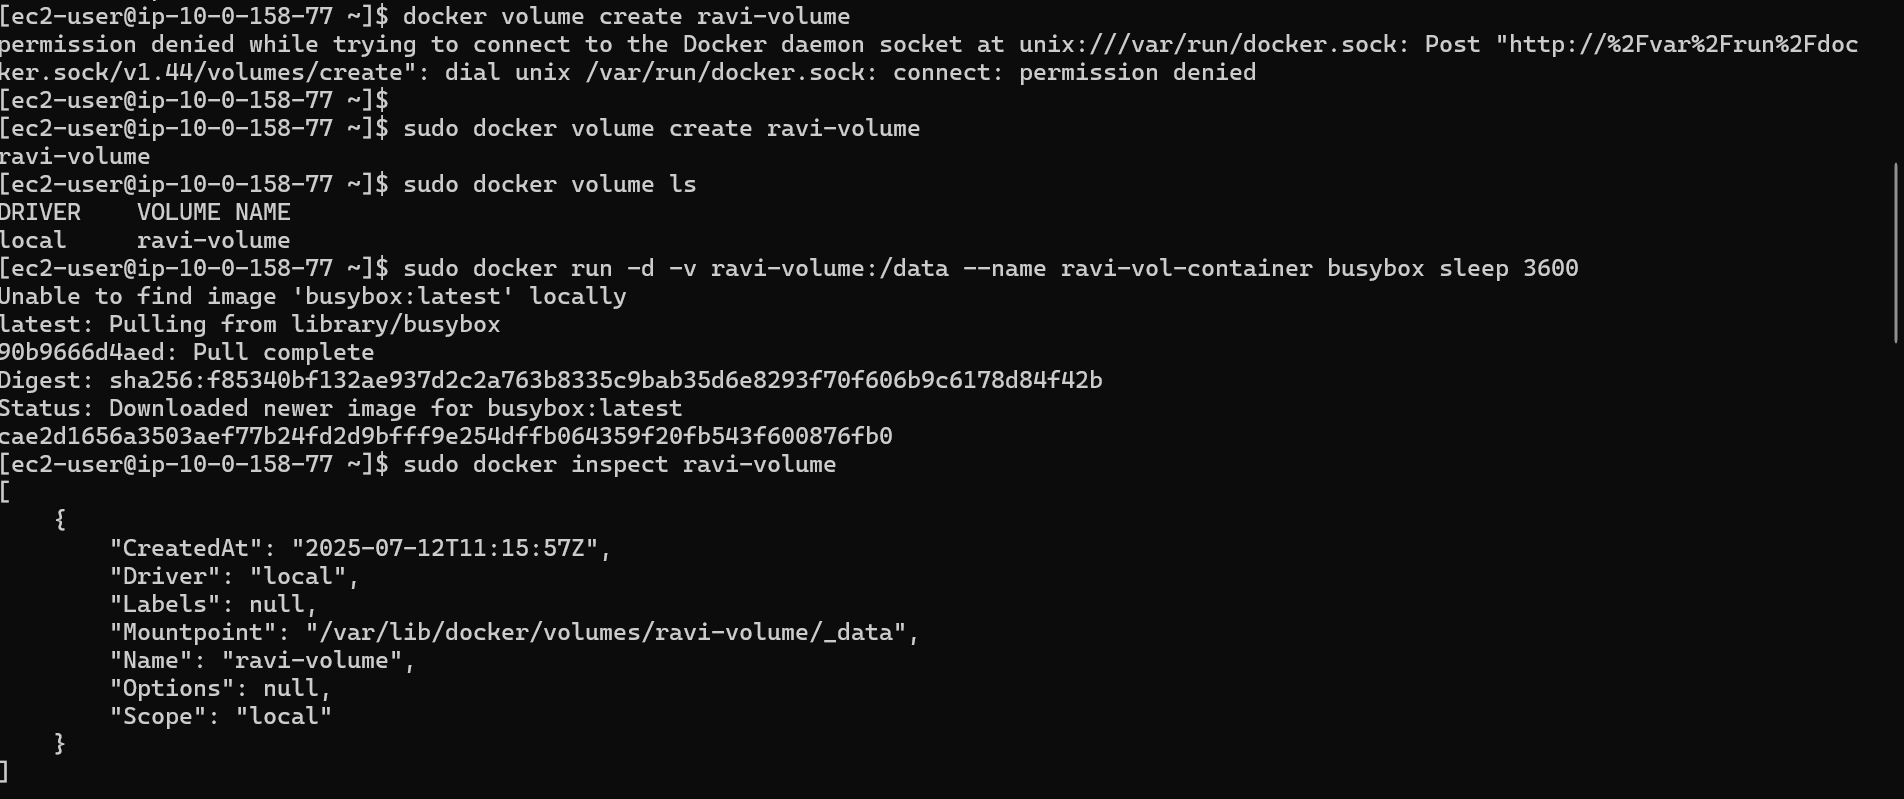 [ec2-user@ip-10-0-158-77 ~]$ docker volume create ravi-volume
permission denied while trying to connect to the Docker daemon socket at unix:///var/run/docker.sock: Post "http://%2Fvar%2Frun%2Fdoc
ker.sock/v1.44/volumes/create": dial unix /var/run/docker.sock: connect: permission denied
[ec2-user@ip-10-0-158-77 ~]$
[ec2-user@ip-10-0-158-77 ~]$ sudo docker volume create ravi-volume
ravi-volume
[ec2-user@ip-10-0-158-77 ~]$ sudo docker volume ls
DRIVER    VOLUME NAME
local     ravi-volume
[ec2-user@ip-10-0-158-77 ~]$ sudo docker run -d -v ravi-volume:/data --name ravi-vol-container busybox sleep 3600
Unable to find image 'busybox:latest' locally
latest: Pulling from library/busybox
90b9666d4aed: Pull complete
Digest: sha256:f85340bf132ae937d2c2a763b8335c9bab35d6e8293f70f606b9c6178d84f42b
Status: Downloaded newer image for busybox:latest
cae2d1656a3503aef77b24fd2d9bfff9e254dffb064359f20fb543f600876fb0
[ec2-user@ip-10-0-158-77 ~]$ sudo docker inspect ravi-volume
[
    {
        "CreatedAt": "2025-07-12T11:15:57Z",
        "Driver": "local",
        "Labels": null,
        "Mountpoint": "/var/lib/docker/volumes/ravi-volume/_data",
        "Name": "ravi-volume",
        "Options": null,
        "Scope": "local"
    }
]